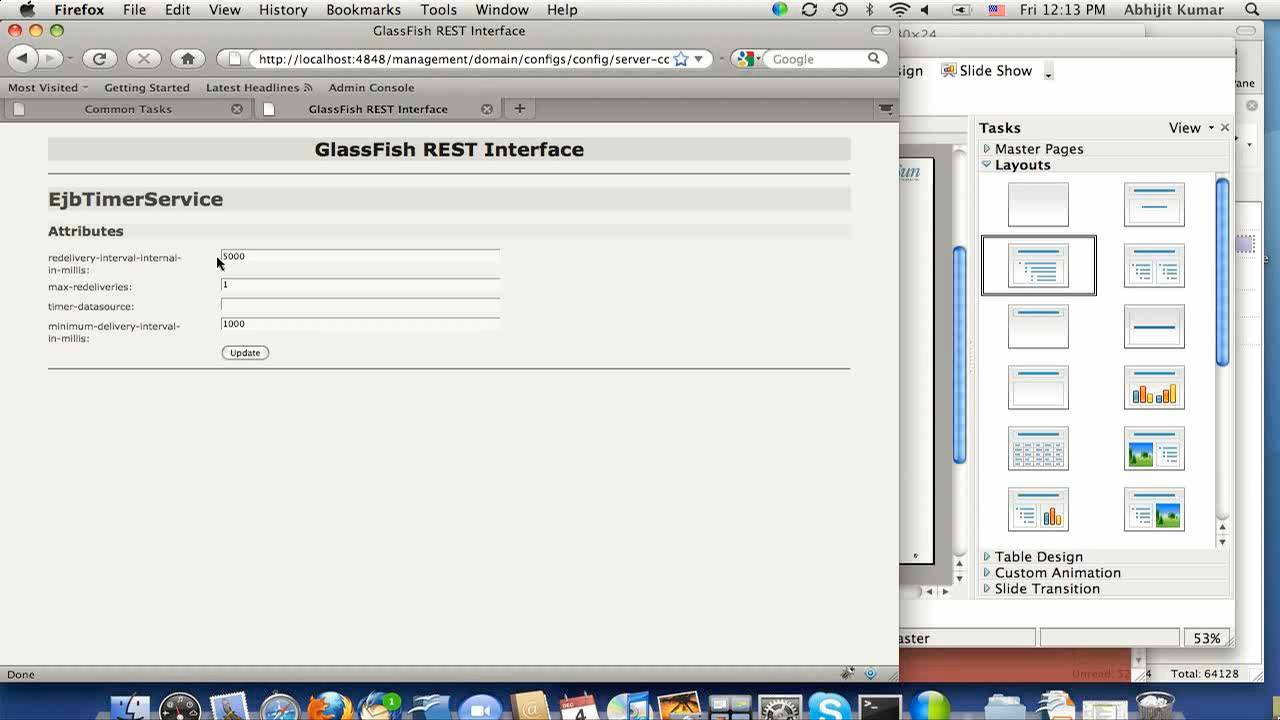 Firefox File Edit View History Bookmarks Tools Window Help Fri 12:13 PM Abhijit Kumar
GlassFish REST Interface
http://localhost:4848/management/domain/configs/config/server-cc
Google
Most Visited Getting Started Latest Headlines Admin Console
Common Tasks GlassFish REST Interface
GlassFish REST Interface
EjbTimerService
Attributes
redelivery-interval-internal-
in-millis:
5000
max-redeliveries:
1
timer-datasource:
minimum-delivery-interval-
in-millis:
1000
Update
Done
Slide Show
Tasks View
Master Pages
Layouts
Table Design
Custom Animation
Slide Transition
53%
Total: 64128
1
DEC
4